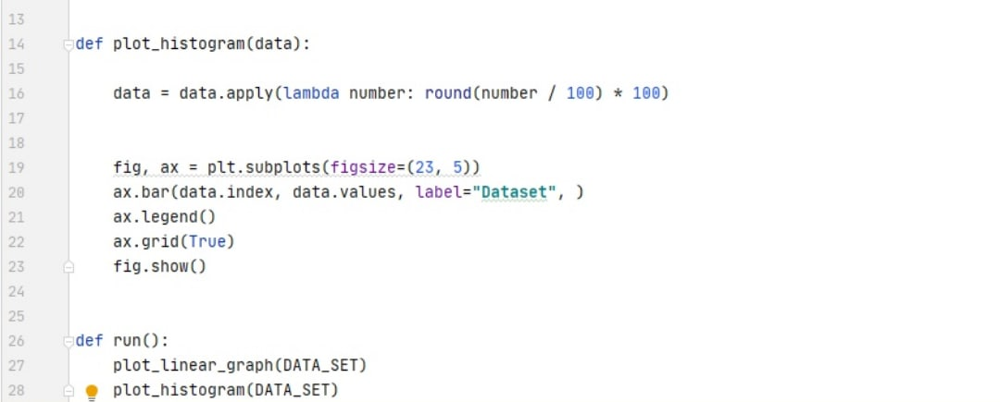 13
14 def plot_histogram(data):
15
16 data = data.apply(lambda number: round(number / 100) * 100)
17
18
19 fig, ax = plt.subplots(figsize=(23, 5))
20 ax.bar(data.index, data.values, label="Dataset", )
21 ax.legend()
22 ax.grid(True)
23 fig.show()
24
25
26 def run():
27 plot_linear_graph(DATA_SET)
28 plot_histogram(DATA_SET)